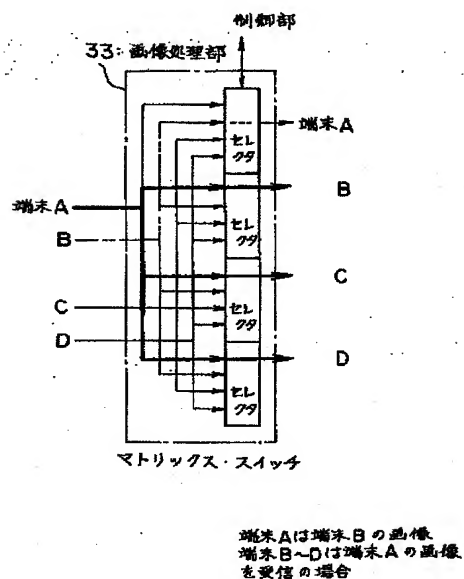 制御部
33:画像処理部
端末A
セレ
クタ
端末A
B
セレ
クタ
B
C
C
セレ
クタ
D
D
セレ
クタ
マトリックス・スイッチ
端末Aは端末Bの画像
端末B~Dは端末Aの画像
を受信の場合